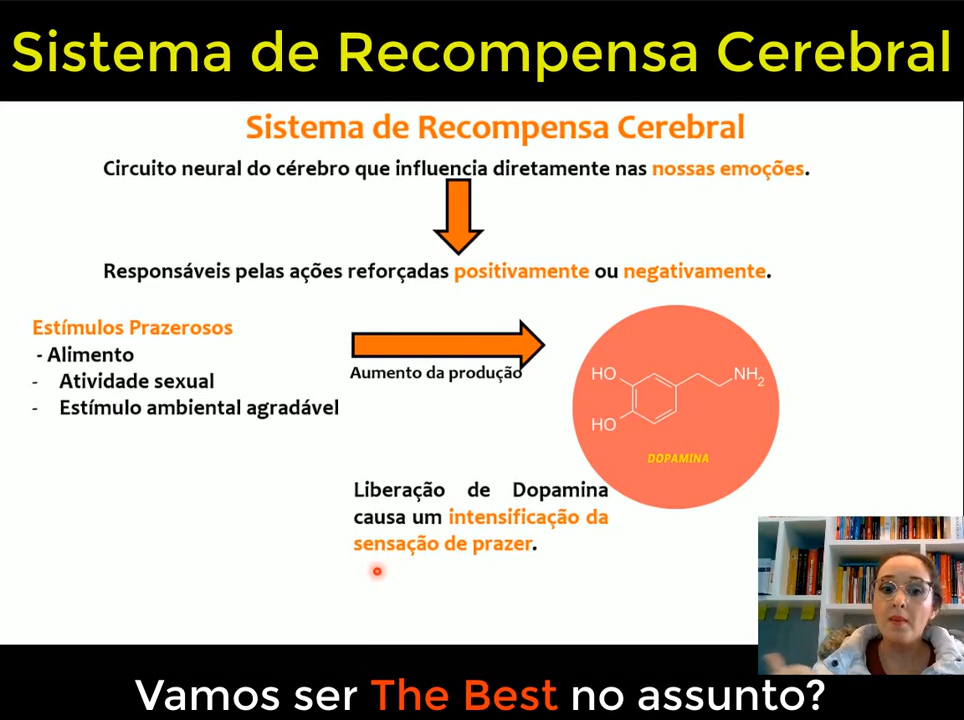 Sistema de Recompensa Cerebral
Sistema de Recompensa Cerebral
Circuito neural do cérebro que influencia diretamente nas nossas emoções.
Responsáveis pelas ações reforçadas positivamente ou negativamente.
Estímulos Prazerosos
- Alimento
- Atividade sexual
- Estímulo ambiental agradável
Aumento da produção
HO
NH2
HO
DOPAMINA
Liberação de Dopamina
causa um intensificação da
sensação de prazer.
Vamos ser The Best no assunto?